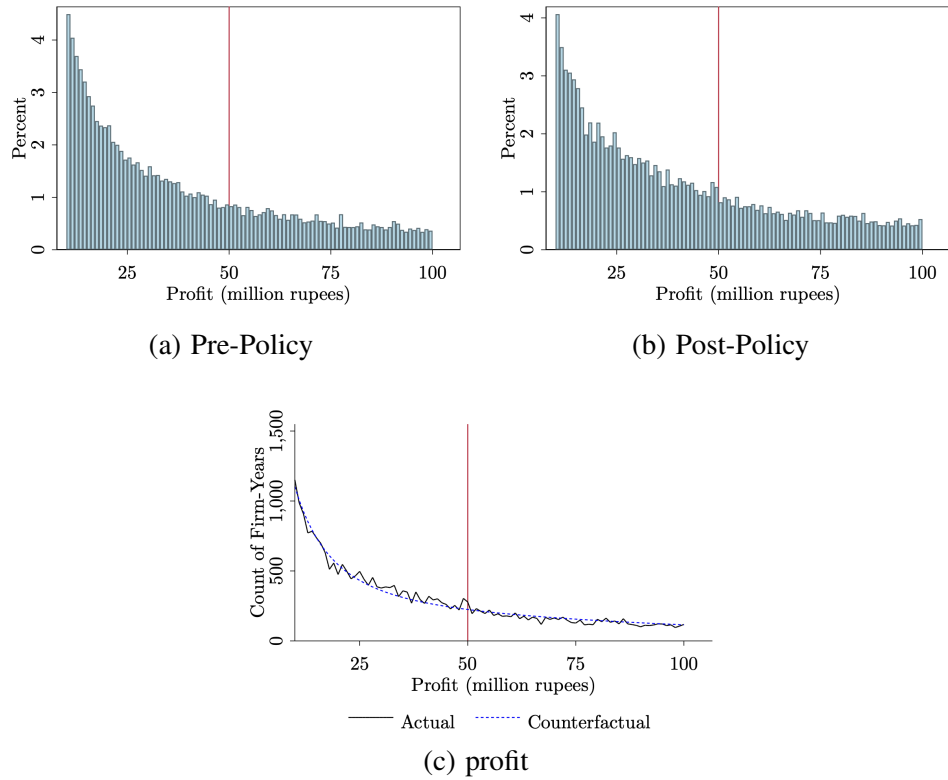 4
3
2
1
0
Percent
25
50
75
100
Profit (million rupees)
(a) Pre-Policy
4
3
2
1
0
Percent
25
50
75
100
Profit (million rupees)
(b) Post-Policy
1,500
1,000
500
0
Count of Firm-Years
25
50
75
100
Profit (million rupees)
Actual
Counterfactual
(c) profit